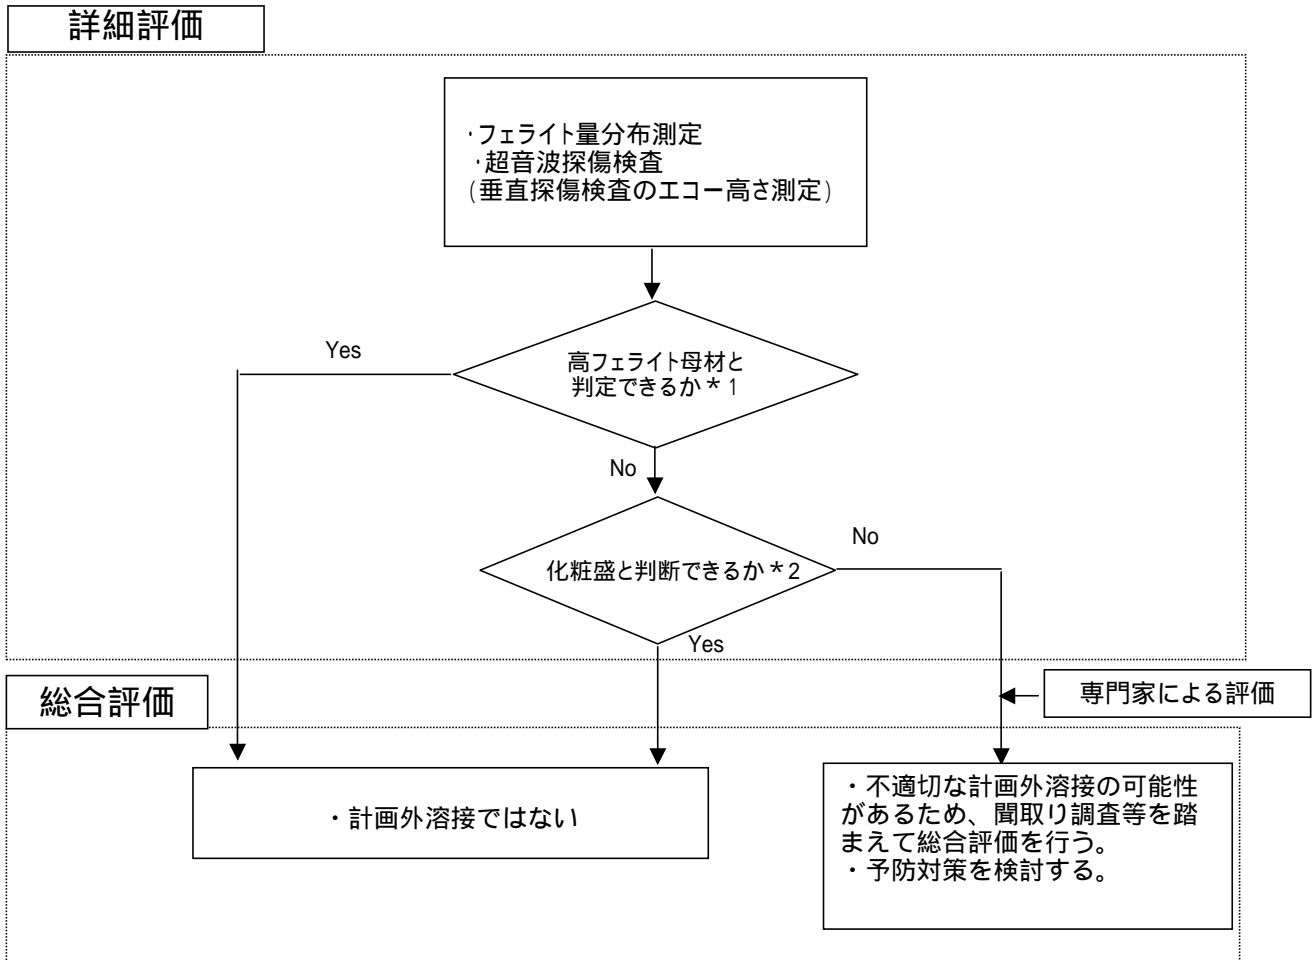 詳細評価
・フェライト量分布測定
・超音波探傷検査
(垂直探傷検査のエコー高さ測定)
Yes
高フェライト母材と
判定できるか＊1
No
No
化粧盛と判断できるか＊2
Yes
専門家による評価
総合評価
・計画外溶接ではない
・不適切な計画外溶接の可能性
があるため、聞取り調査等を踏
まえて総合評価を行う。
・予防対策を検討する。